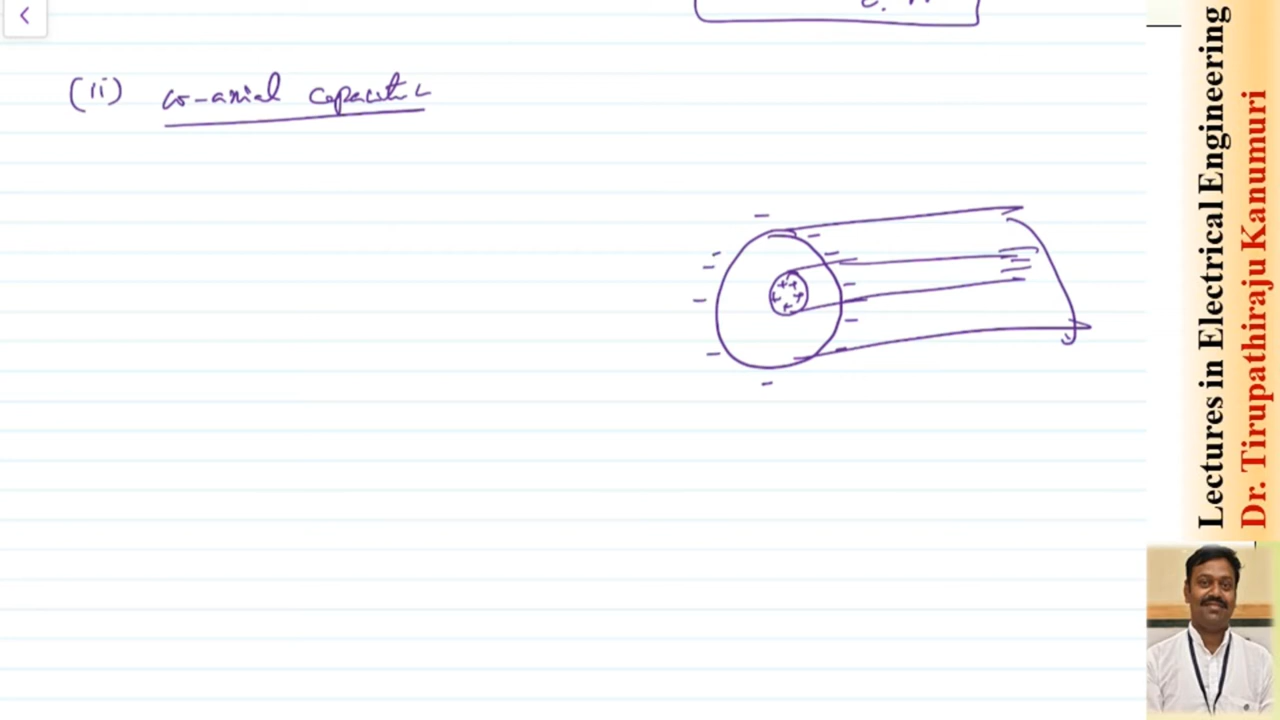 (ii) co-axial capacitor
Lectures in Electrical Engineering
Dr. Tirupathiraju Kanumuri